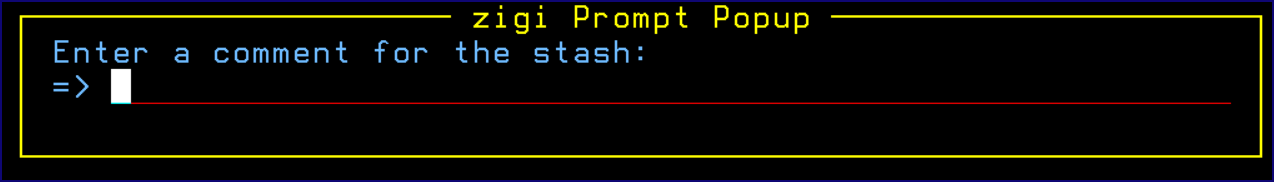 zigi Prompt Popup
Enter a comment for the stash:
=>